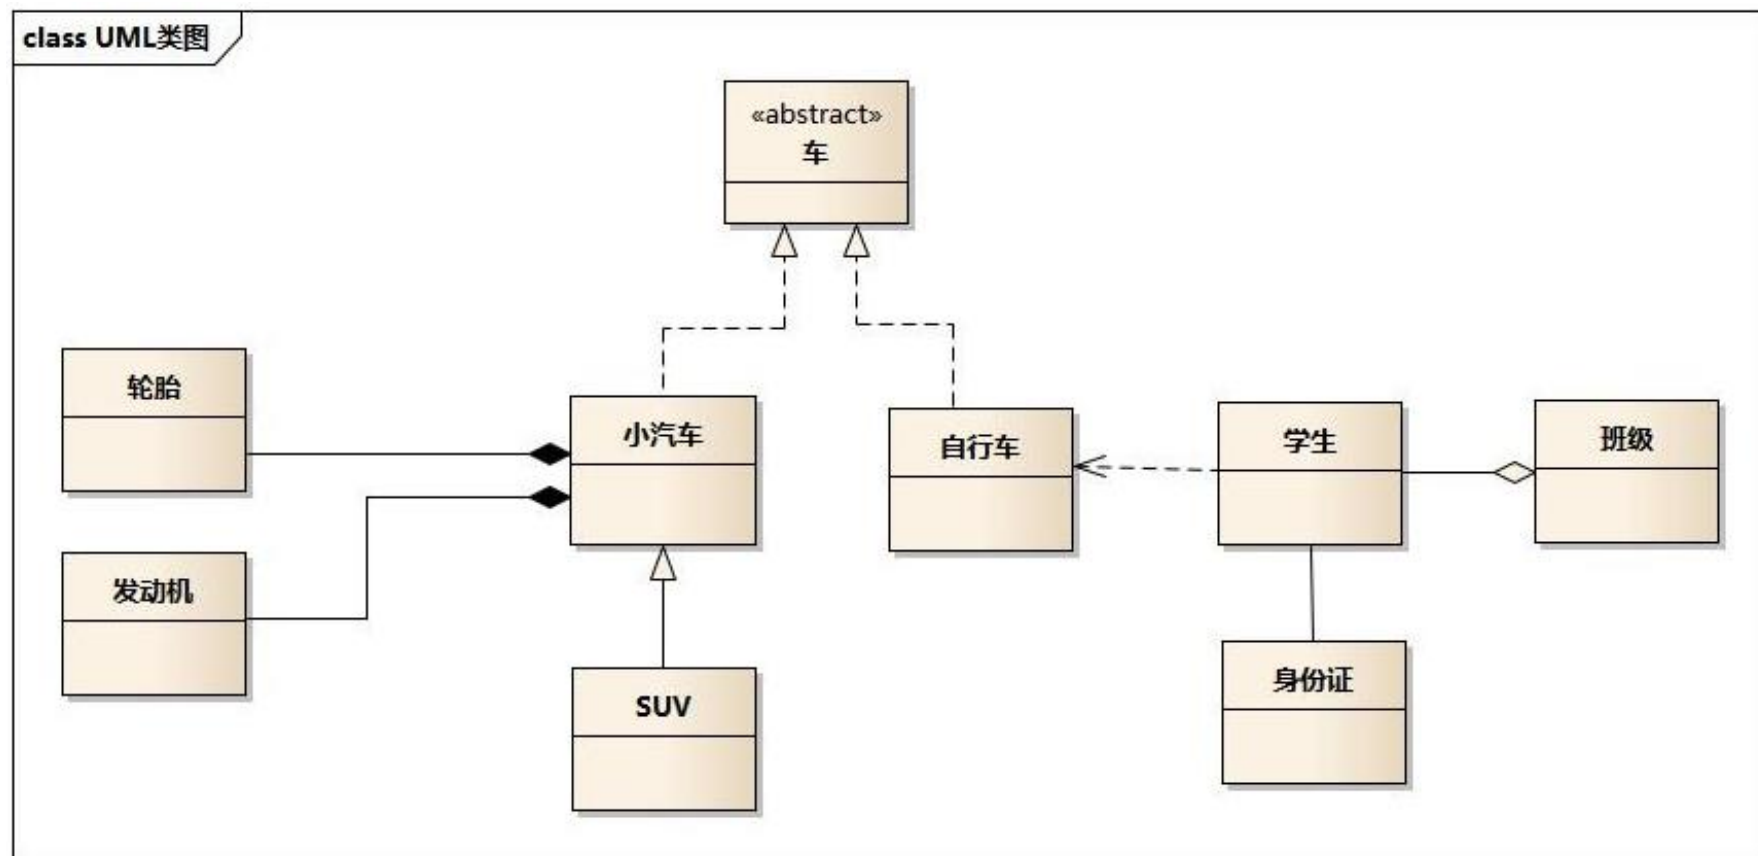 class UML类图
«abstract»
车
轮胎
小汽车
自行车
学生
班级
发动机
SUV
身份证